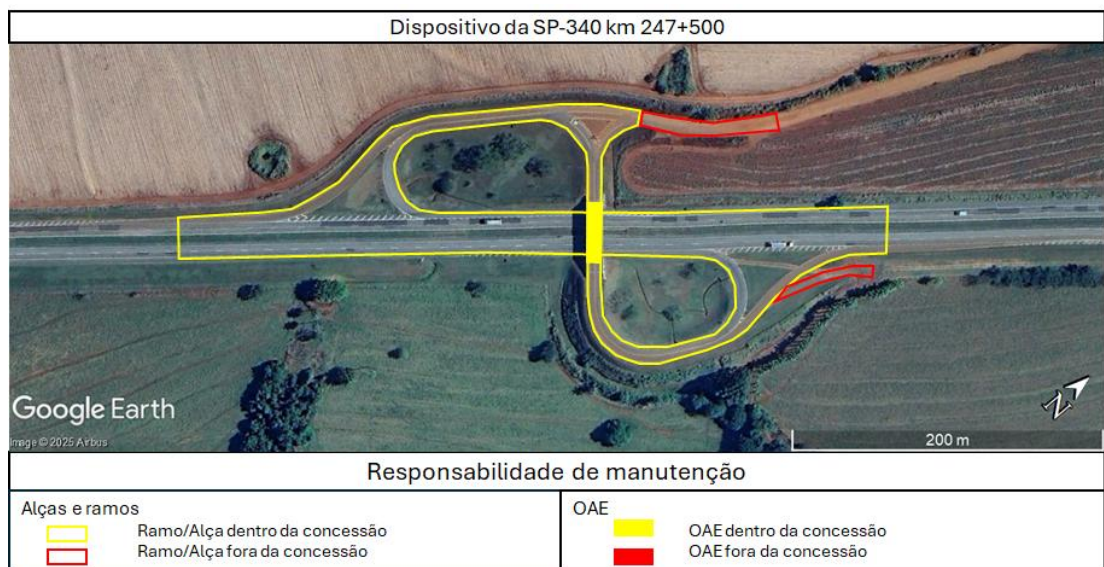 Dispositivo da SP-340 km 247+500
N
Google Earth
Image © 2025 Airbus
200 m
Responsabilidade de manutenção
Alças e ramos
Ramo/Alça dentro da concessão
Ramo/Alça fora da concessão
OAE
OAE dentro da concessão
OAE fora da concessão